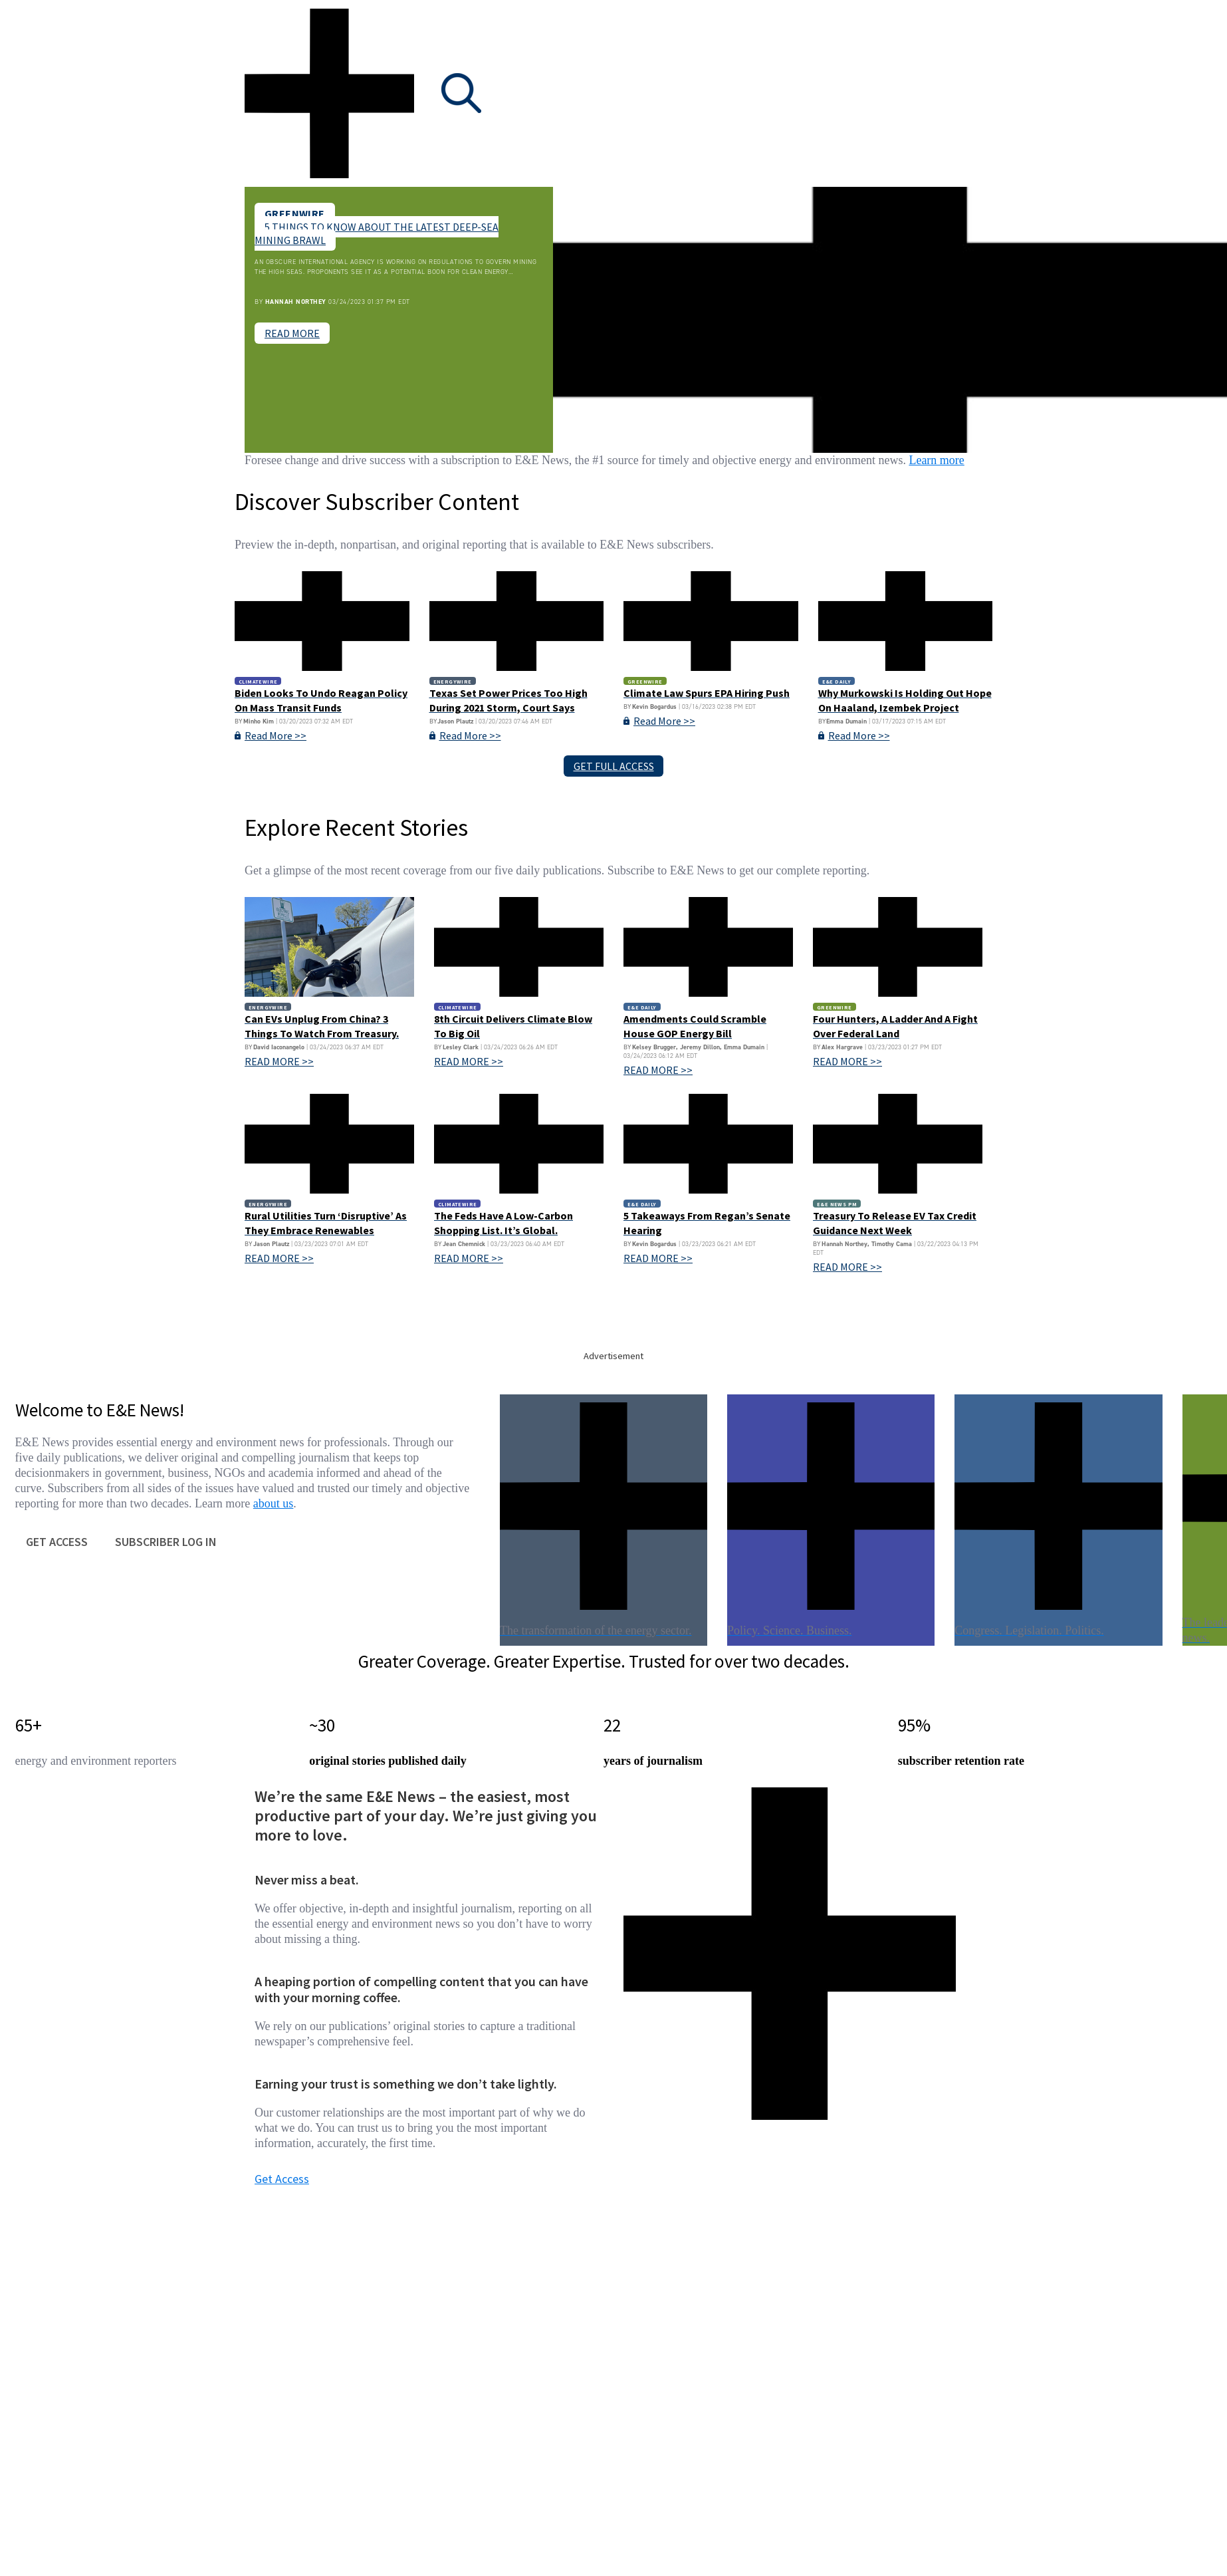 GREENWIRE
5 THINGS TO KNOW ABOUT THE LATEST DEEP-SEA
MINING BRAWL
AN OBSCURE INTERNATIONAL AGENCY IS WORKING ON REGULATIONS TO GOVERN MINING
THE HIGH SEAS. PROPONENTS SEE IT AS A POTENTIAL BOON FOR CLEAN ENERGY...
BY HANNAH NORTHEY 03/24/2023 01:37 PM EDT
READ MORE
Foresee change and drive success with a subscription to E&E News, the #1 source for timely and objective energy and environment news. Learn more
Discover Subscriber Content
Preview the in-depth, nonpartisan, and original reporting that is available to E&E News subscribers.
CLIMATEWIRE
Biden Looks To Undo Reagan Policy
On Mass Transit Funds
BY Minho Kim | 03/20/2023 07:32 AM EDT
Read More >>
ENERGYWIRE
Texas Set Power Prices Too High
During 2021 Storm, Court Says
BY Jason Plautz | 03/20/2023 07:46 AM EDT
Read More >>
GREENWIRE
Climate Law Spurs EPA Hiring Push
BY Kevin Bogardus | 03/16/2023 02:38 PM EDT
Read More >>
E&E DAILY
Why Murkowski Is Holding Out Hope
On Haaland, Izembek Project
BY Emma Dumain | 03/17/2023 07:15 AM EDT
Read More >>
GET FULL ACCESS
Explore Recent Stories
Get a glimpse of the most recent coverage from our five daily publications. Subscribe to E&E News to get our complete reporting.
ENERGYWIRE
Can EVs Unplug From China? 3
Things To Watch From Treasury.
BY David Iaconangelo | 03/24/2023 06:37 AM EDT
READ MORE >>
CLIMATEWIRE
8th Circuit Delivers Climate Blow
To Big Oil
BY Lesley Clark | 03/24/2023 06:26 AM EDT
READ MORE >>
E&E DAILY
Amendments Could Scramble
House GOP Energy Bill
BY Kelsey Brugger, Jeremy Dillon, Emma Dumain |
03/24/2023 06:12 AM EDT
READ MORE >>
GREENWIRE
Four Hunters, A Ladder And A Fight
Over Federal Land
BY Alex Hargrave | 03/23/2023 01:27 PM EDT
READ MORE >>
ENERGYWIRE
Rural Utilities Turn ‘Disruptive’ As
They Embrace Renewables
BY Jason Plautz | 03/23/2023 07:01 AM EDT
READ MORE >>
CLIMATEWIRE
The Feds Have A Low-Carbon
Shopping List. It’s Global.
BY Jean Chemnick | 03/23/2023 06:40 AM EDT
READ MORE >>
E&E DAILY
5 Takeaways From Regan’s Senate
Hearing
BY Kevin Bogardus | 03/23/2023 06:21 AM EDT
READ MORE >>
E&E NEWS PM
Treasury To Release EV Tax Credit
Guidance Next Week
BY Hannah Northey, Timothy Cama | 03/22/2023 04:13 PM
EDT
READ MORE >>
Advertisement
Welcome to E&E News!
E&E News provides essential energy and environment news for professionals. Through our
five daily publications, we deliver original and compelling journalism that keeps top
decisionmakers in government, business, NGOs and academia informed and ahead of the
curve. Subscribers from all sides of the issues have valued and trusted our timely and objective
reporting for more than two decades. Learn more about us.
GET ACCESS SUBSCRIBER LOG IN
The transformation of the energy sector.
Policy. Science. Business.
Congress. Legislation. Politics.
Greater Coverage. Greater Expertise. Trusted for over two decades.
65+
energy and environment reporters
~30
original stories published daily
22
years of journalism
95%
subscriber retention rate
We’re the same E&E News – the easiest, most
productive part of your day. We’re just giving you
more to love.
Never miss a beat.
We offer objective, in-depth and insightful journalism, reporting on all
the essential energy and environment news so you don’t have to worry
about missing a thing.
A heaping portion of compelling content that you can have
with your morning coffee.
We rely on our publications’ original stories to capture a traditional
newspaper’s comprehensive feel.
Earning your trust is something we don’t take lightly.
Our customer relationships are the most important part of why we do
what we do. You can trust us to bring you the most important
information, accurately, the first time.
Get Access